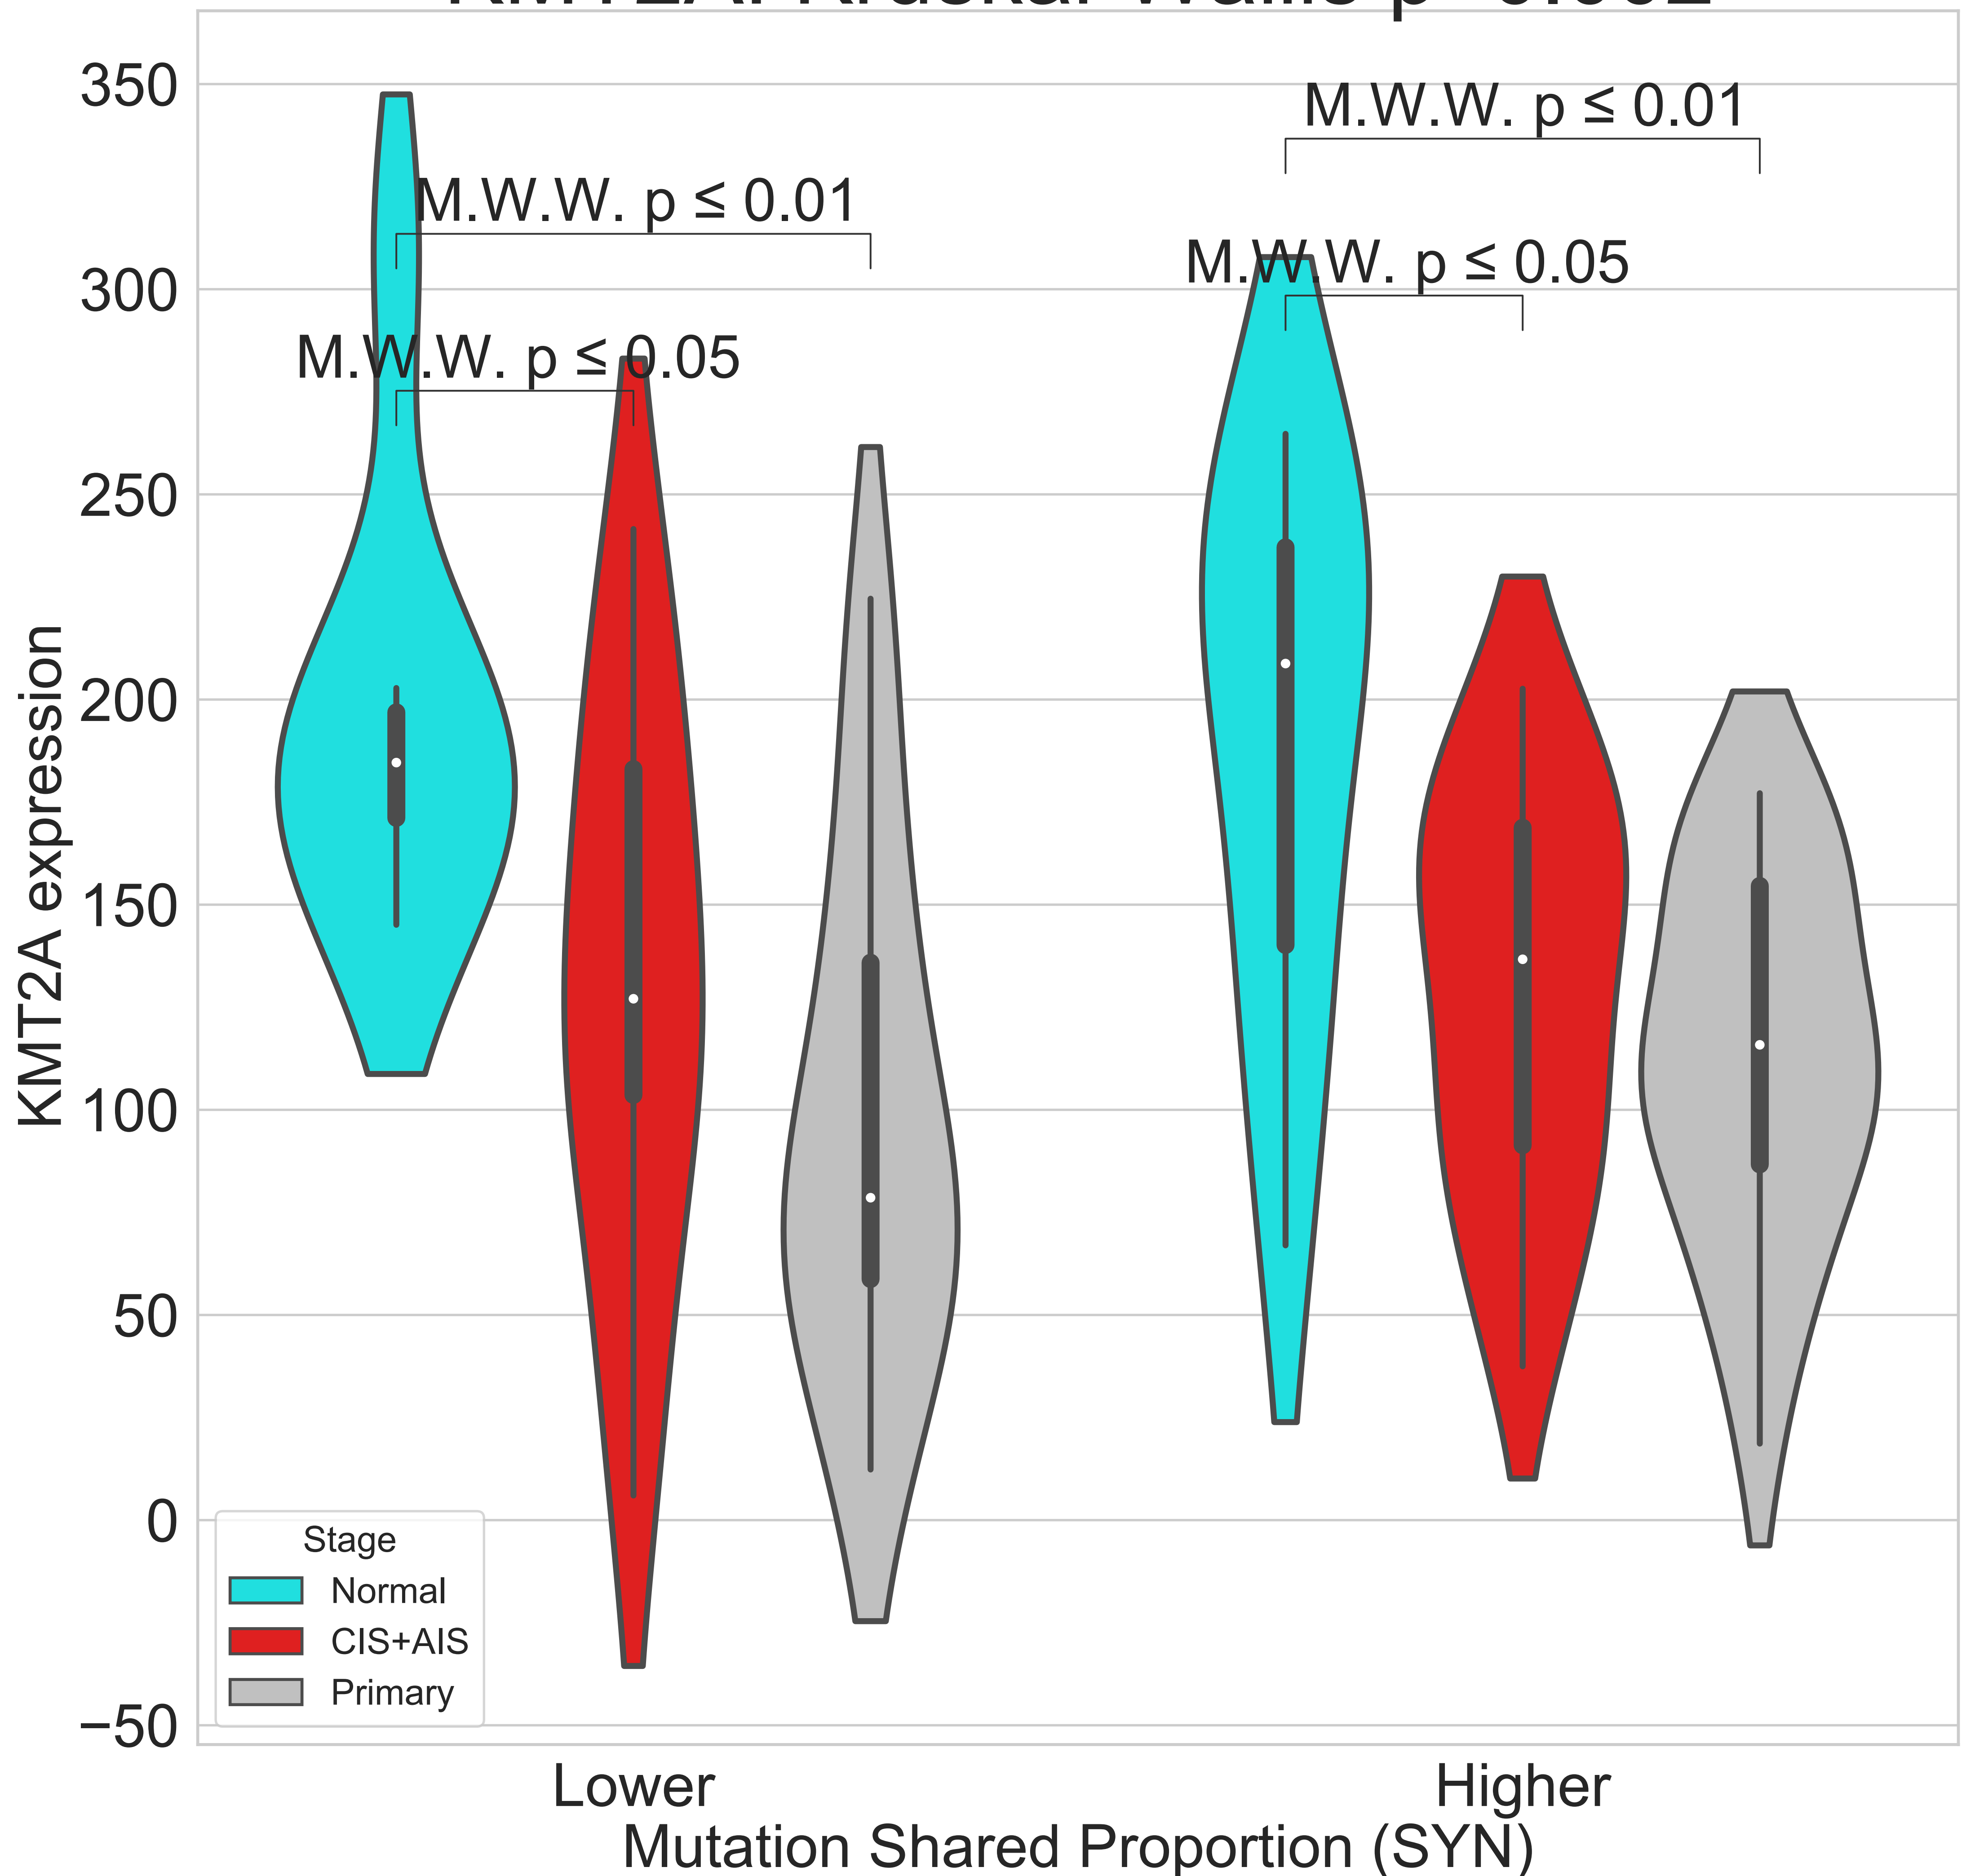 350
M.W.W. p ≤ 0.01
M.W.W. p ≤ 0.01
M.W.W. p ≤ 0.05
300
M.W.W. p ≤ 0.05
250
KMT2A expression
200
150
100
50
0
Stage
Normal
CIS+AIS
Primary
−50
Lower
Higher
Mutation Shared Proportion (SYN)